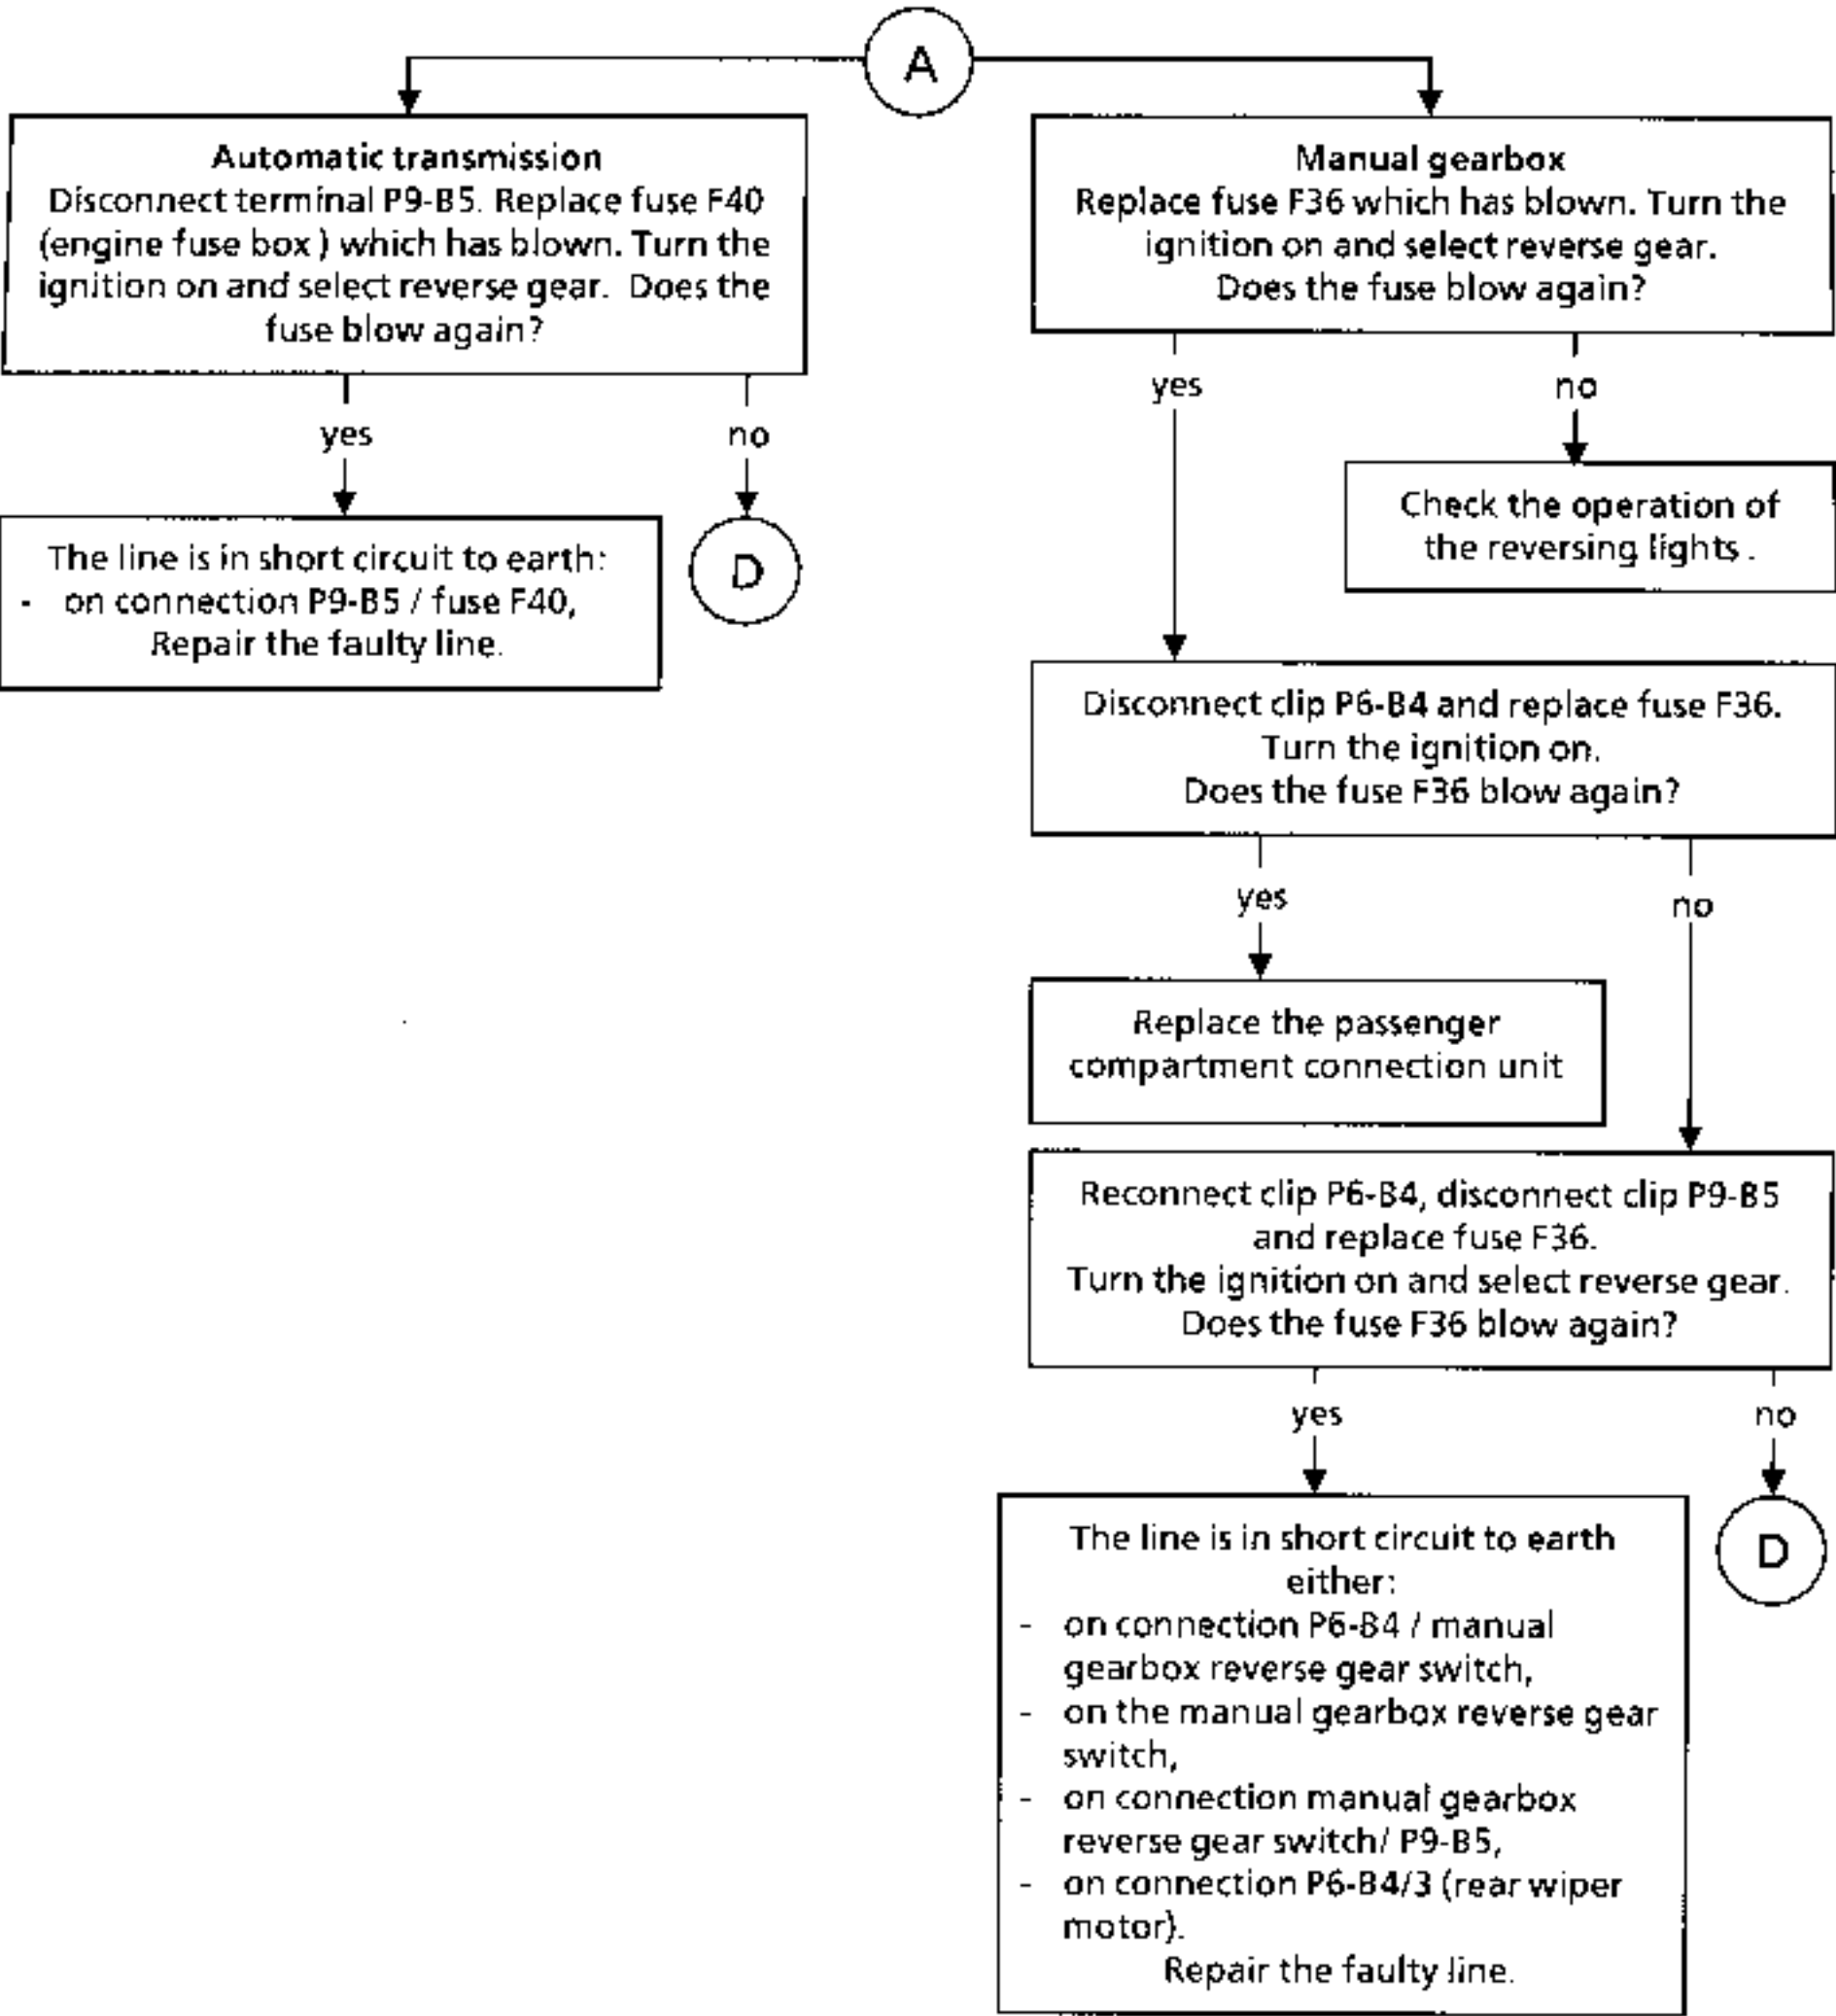 A
Automatic transmission
Disconnect terminal P9-B5. Replace fuse F40
(engine fuse box ) which has blown. Turn the
ignition on and select reverse gear. Does the
fuse blow again?
yes
no
The line is in short circuit to earth:
- on connection P9-B5 / fuse F40,
Repair the faulty line.
D
Manual gearbox
Replace fuse F36 which has blown. Turn the
ignition on and select reverse gear.
Does the fuse blow again?
yes
no
Check the operation of
the reversing lights .
Disconnect clip P6-B4 and replace fuse F36.
Turn the ignition on.
Does the fuse F36 blow again?
yes
no
Replace the passenger
compartment connection unit
Reconnect clip P6-B4, disconnect clip P9-B5
and replace fuse F36.
Turn the ignition on and select reverse gear.
Does the fuse F36 blow again?
yes
no
The line is in short circuit to earth
either:
- on connection P6-B4 / manual
gearbox reverse gear switch,
- on the manual gearbox reverse gear
switch,
- on connection manual gearbox
reverse gear switch/ P9-B5,
- on connection P6-B4/3 (rear wiper
motor).
Repair the faulty line.
D